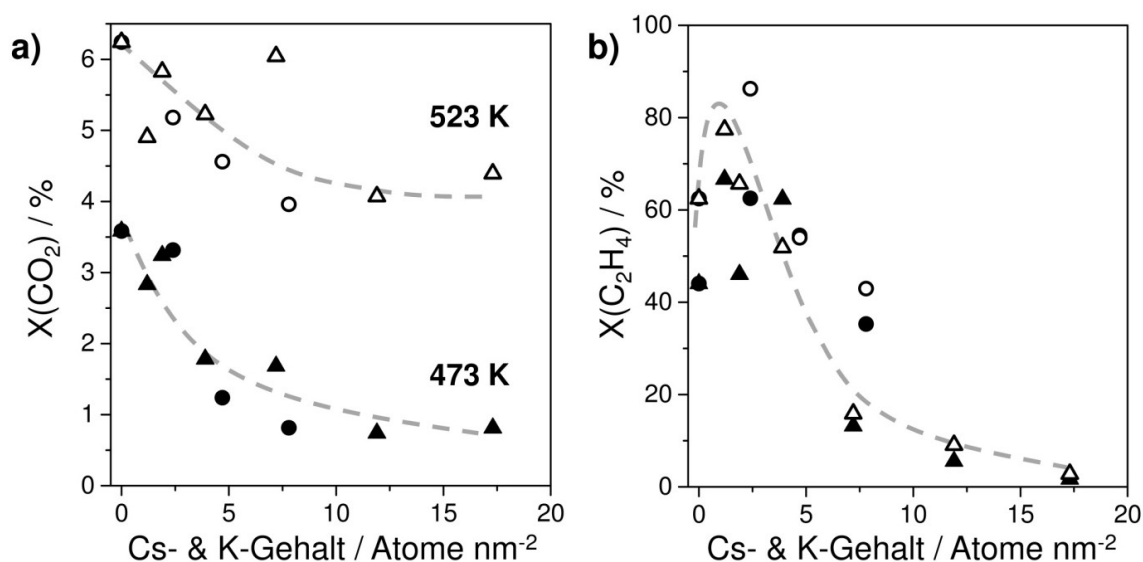 a)
X(CO₂) / %
6
5
4
3
2
1
0
523 K
473 K
0 5 10 15 20
Cs- & K-Gehalt / Atome nm⁻²
b)
X(C₂H₄) / %
100
80
60
40
20
0
0 5 10 15 20
Cs- & K-Gehalt / Atome nm⁻²